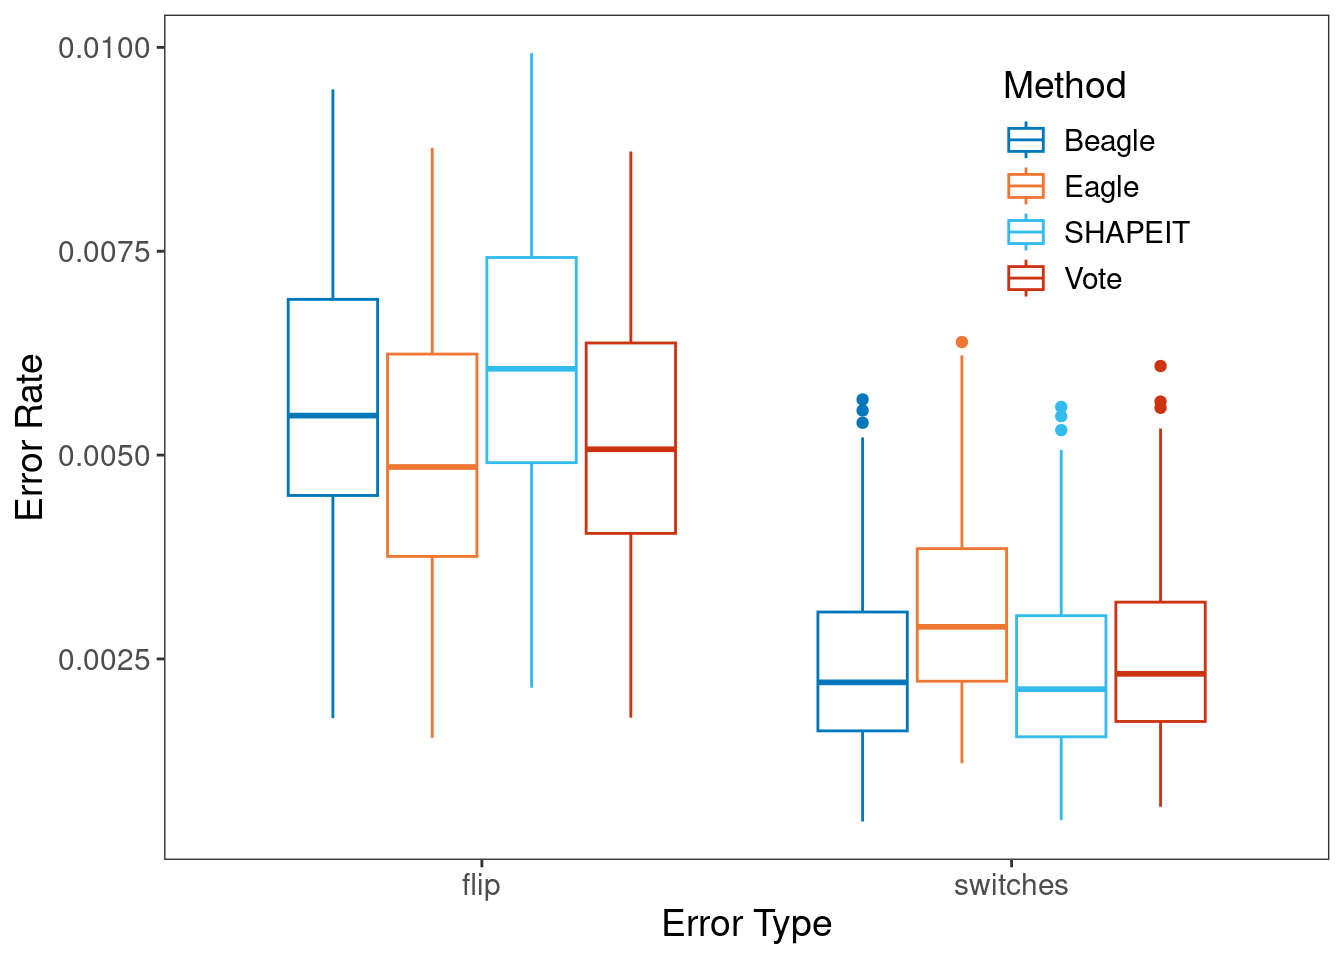 0.0100
0.0075
0.0050
0.0025
Error Rate
Method
Beagle
Eagle
SHAPEIT
Vote
flip
switches
Error Type